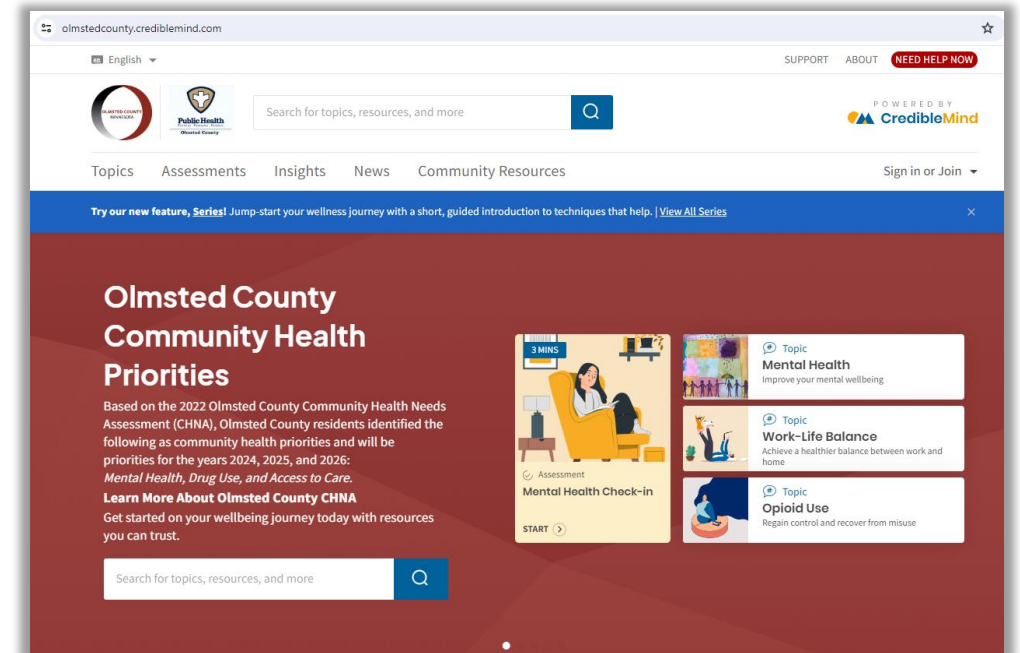 olmstedcounty.crediblemind.com
en English
SUPPORT ABOUT NEED HELP NOW
OLMSTED COUNTY
MINNESOTA
Public Health
Prevent. Promote. Protect.
Olmsted County
Search for topics, resources, and more
POWERED BY
CredibleMind
Topics Assessments Insights News Community Resources Sign in or Join
Try our new feature, Series! Jump-start your wellness journey with a short, guided introduction to techniques that help. | View All Series
Olmsted County
Community Health
Priorities
Based on the 2022 Olmsted County Community Health Needs
Assessment (CHNA), Olmsted County residents identified the
following as community health priorities and will be
priorities for the years 2024, 2025, and 2026:
Mental Health, Drug Use, and Access to Care.
Learn More About Olmsted County CHNA
Get started on your wellbeing journey today with resources
you can trust.
Search for topics, resources, and more
3 MINS
Assessment
Mental Health Check-in
START
Topic
Mental Health
Improve your mental wellbeing
Topic
Work-Life Balance
Achieve a healthier balance between work and
home
Topic
Opioid Use
Regain control and recover from misuse